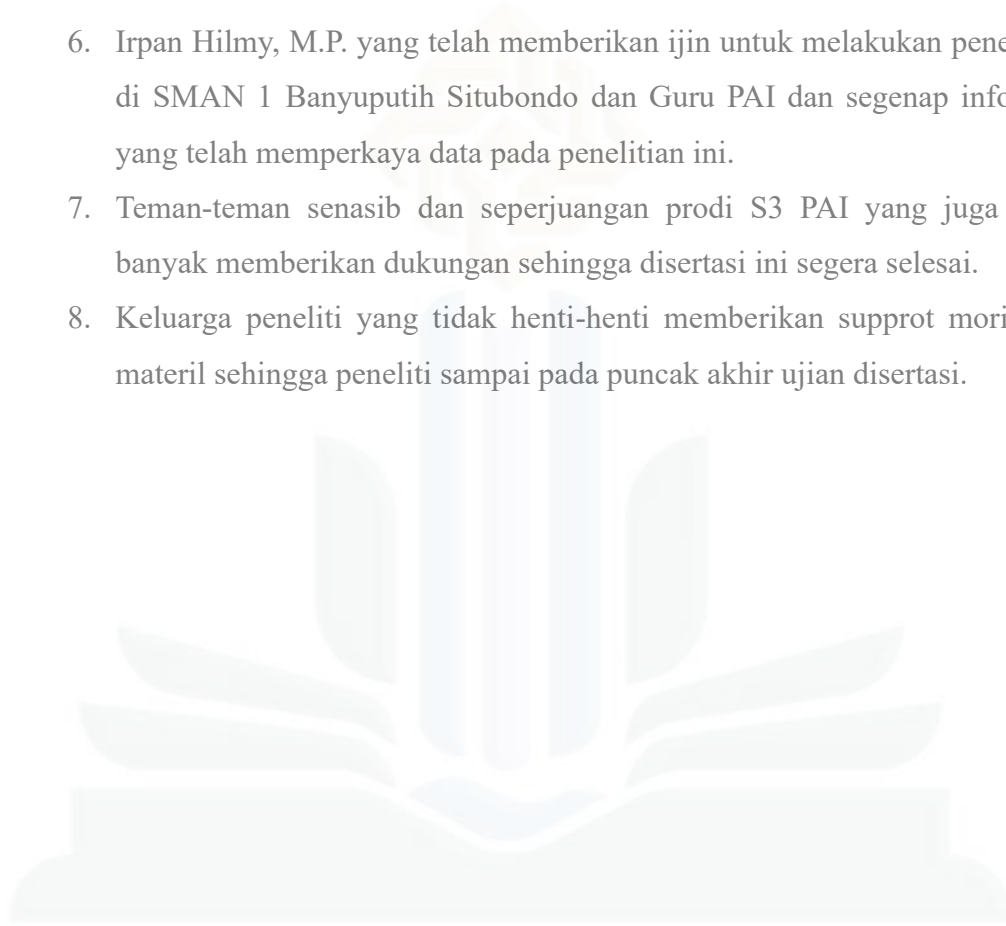 6. Irpan Hilmy, M.P. yang telah memberikan ijin untuk melakukan pene
di SMAN 1 Banyuputih Situbondo dan Guru PAI dan segenap info
yang telah memperkaya data pada penelitian ini.
7. Teman-teman senasib dan seperjuangan prodi S3 PAI yang juga
banyak memberikan dukungan sehingga disertasi ini segera selesai.
8. Keluarga peneliti yang tidak henti-henti memberikan supprot mori
materil sehingga peneliti sampai pada puncak akhir ujian disertasi.